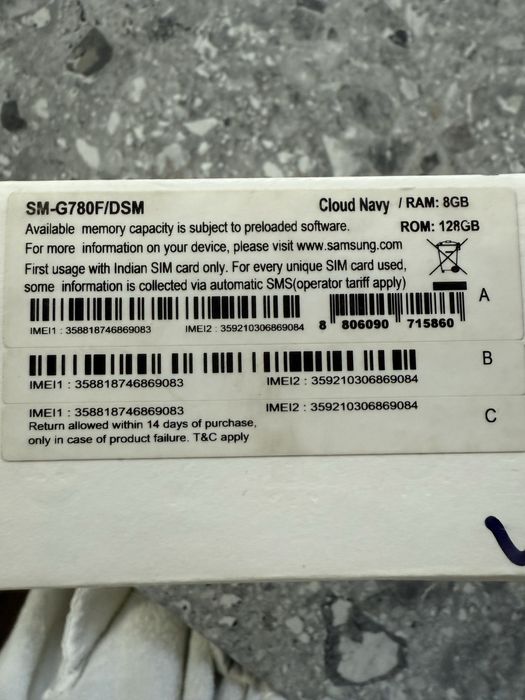 SM-G780F/DSM Cloud Navy / RAM: 8GB
Available memory capacity is subject to preloaded software. ROM: 128GB
For more information on your device, please visit www.samsung.com
First usage with Indian SIM card only. For every unique SIM card used,
some information is collected via automatic SMS(operator tariff apply)
A
IMEI1 : 358818746869083 IMEI2 : 359210306869084 8 806090 715860
B
IMEI1 : 358818746869083 IMEI2 : 359210306869084
IMEI1 : 358818746869083 IMEI2 : 359210306869084
Return allowed within 14 days of purchase, C
only in case of product failure. T&C apply